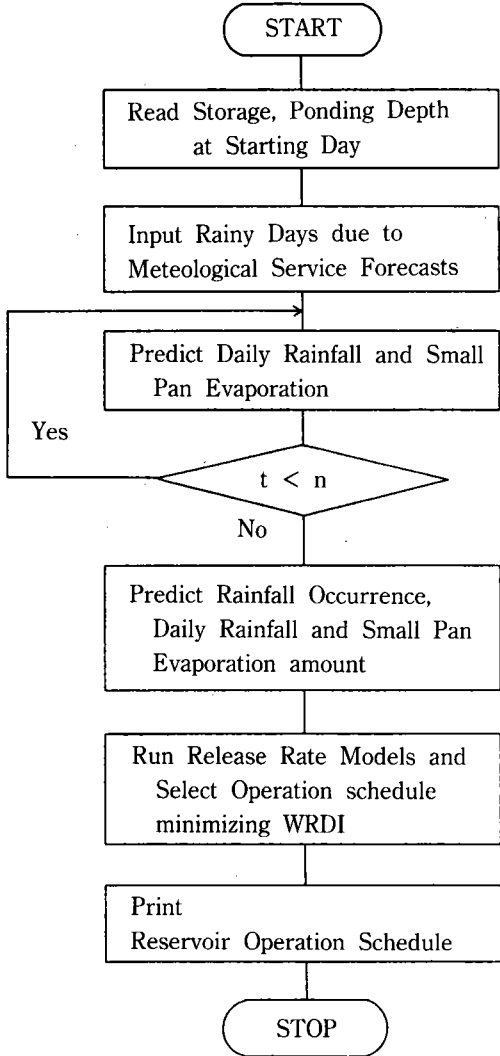 START
Read Storage, Ponding Depth
at Starting Day
Input Rainy Days due to
Meteological Service Forecasts
Predict Daily Rainfall and Small
Pan Evaporation
Yes
t < n
No
Predict Rainfall Occurrence,
Daily Rainfall and Small Pan
Evaporation amount
Run Release Rate Models and
Select Operation schedule
minimizing WRDI
Print
Reservoir Operation Schedule
STOP